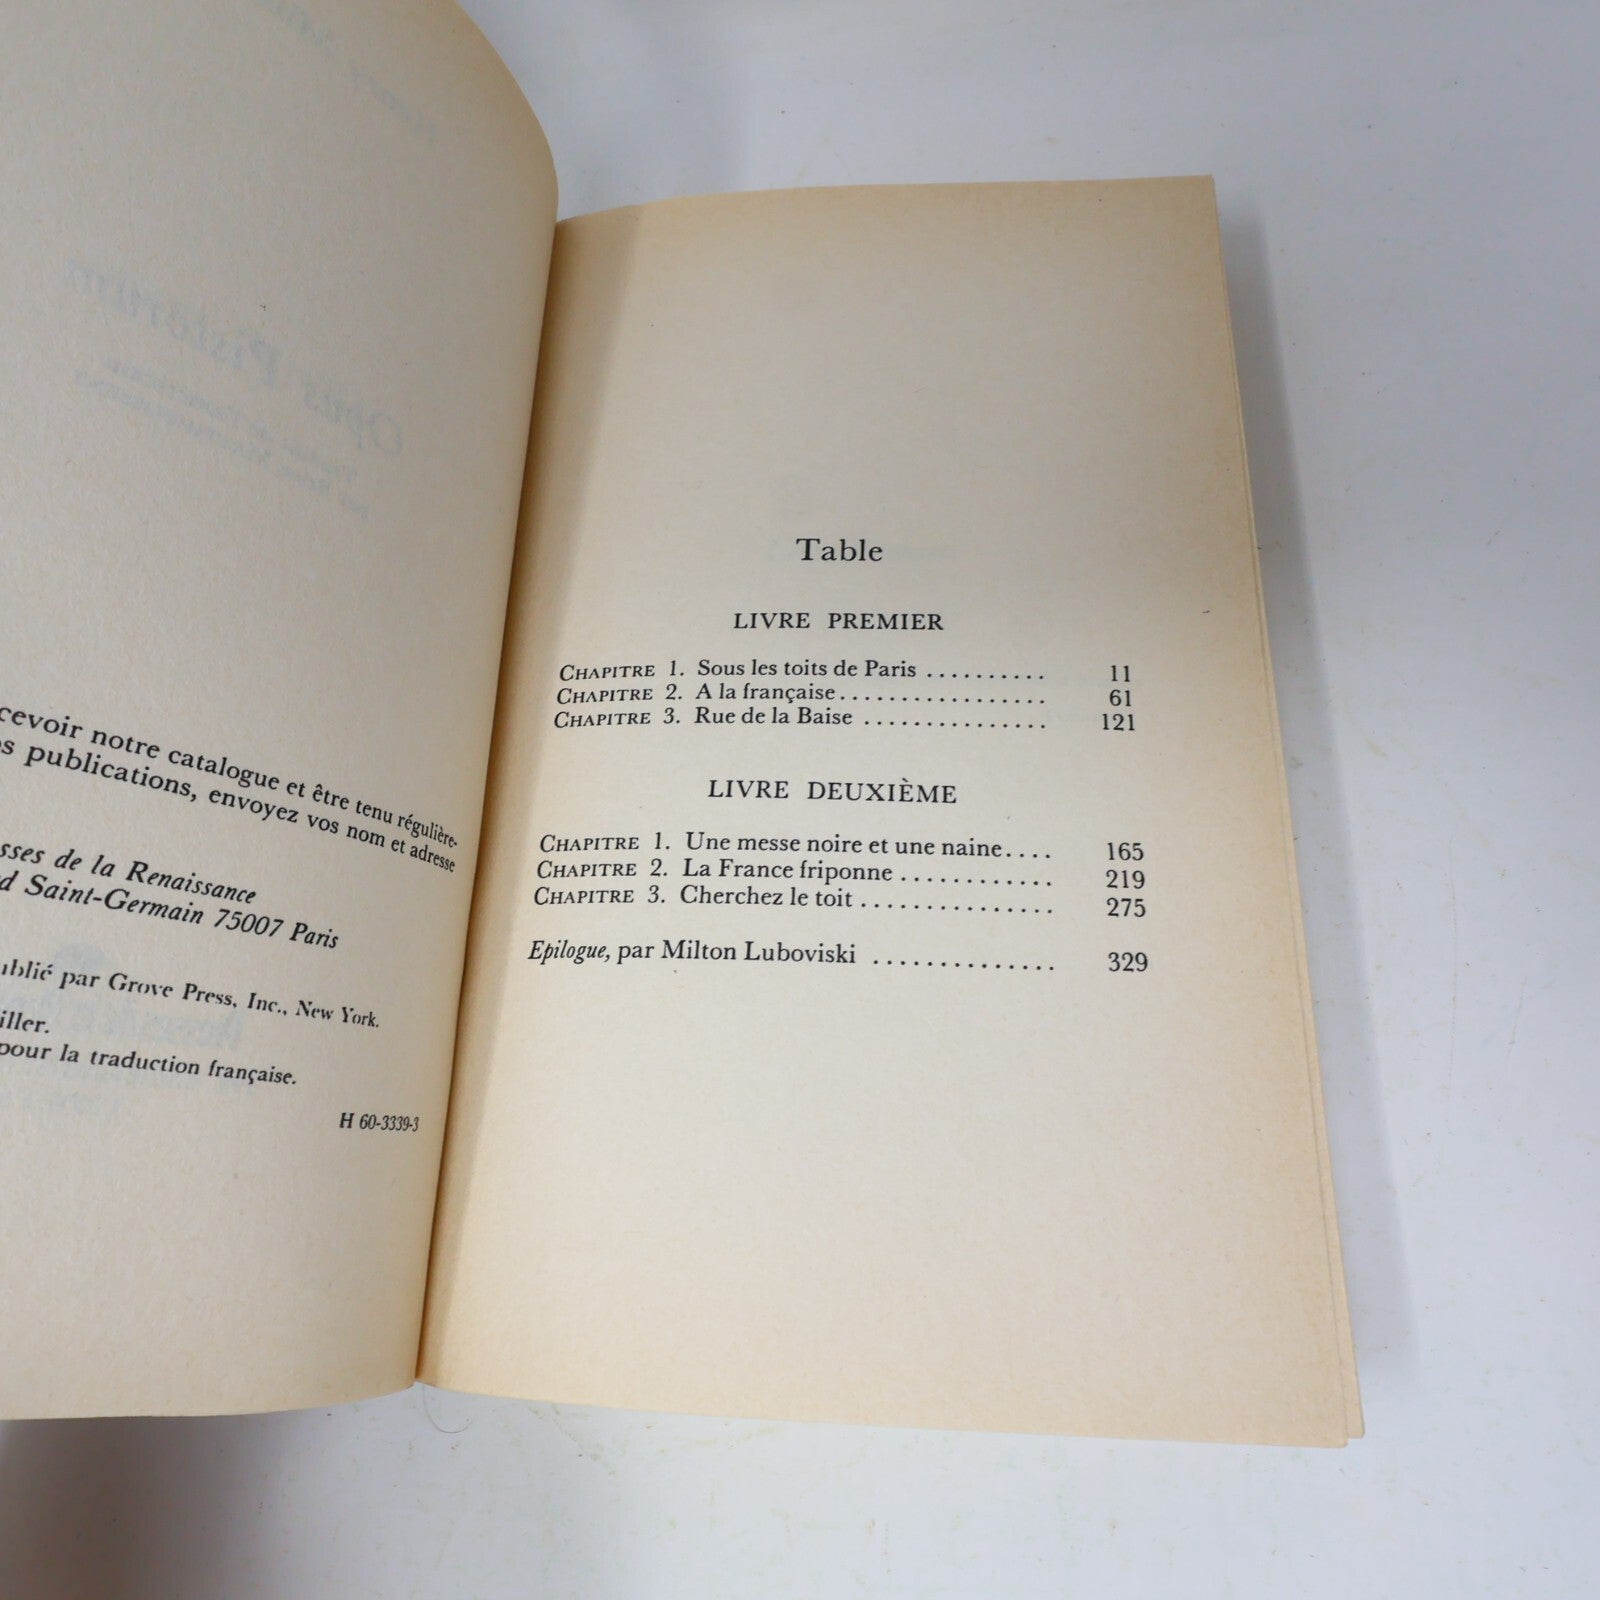 cevoir notre catalogue et être tenu régulière-
s publications, envoyez vos nom et adresse
sses de la Renaissance
d Saint-Germain 75007 Paris
ublié par Grove Press, Inc., New York.
iller.
pour la traduction française.
H 60-3339-3
Table
LIVRE PREMIER
CHAPITRE 1. Sous les toits de Paris .......... 11
CHAPITRE 2. A la française................ 61
CHAPITRE 3. Rue de la Baise .............. 121
LIVRE DEUXIÈME
CHAPITRE 1. Une messe noire et une naine.... 165
CHAPITRE 2. La France friponne ............ 219
CHAPITRE 3. Cherchez le toit ............... 275
Epilogue, par Milton Luboviski .............. 329